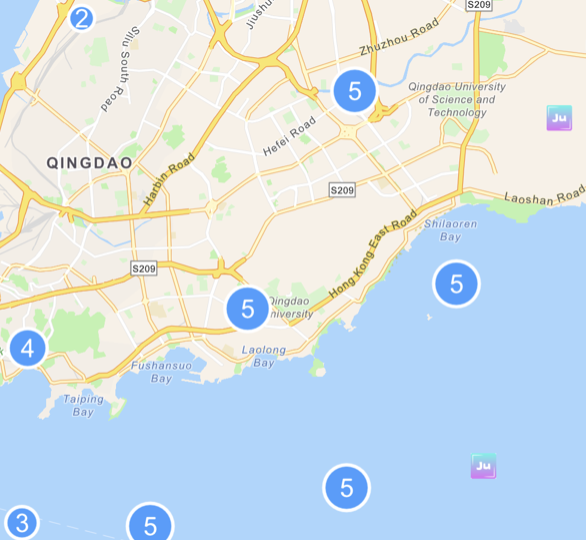 S209
2
Jiushu
Zhuzhou Road
Siliu South Road
5
Qingdao University
of Science and
Technology
Ju
Hefei Road
QINGDAO
Harbin Road
S209
Laoshan Road
Shilaoren
Bay
Hong Kong East Road
S209
5
5
Qingdao
University
4
Laolong
Bay
Fushansuo
Bay
Taiping
Bay
Ju
5
3
5